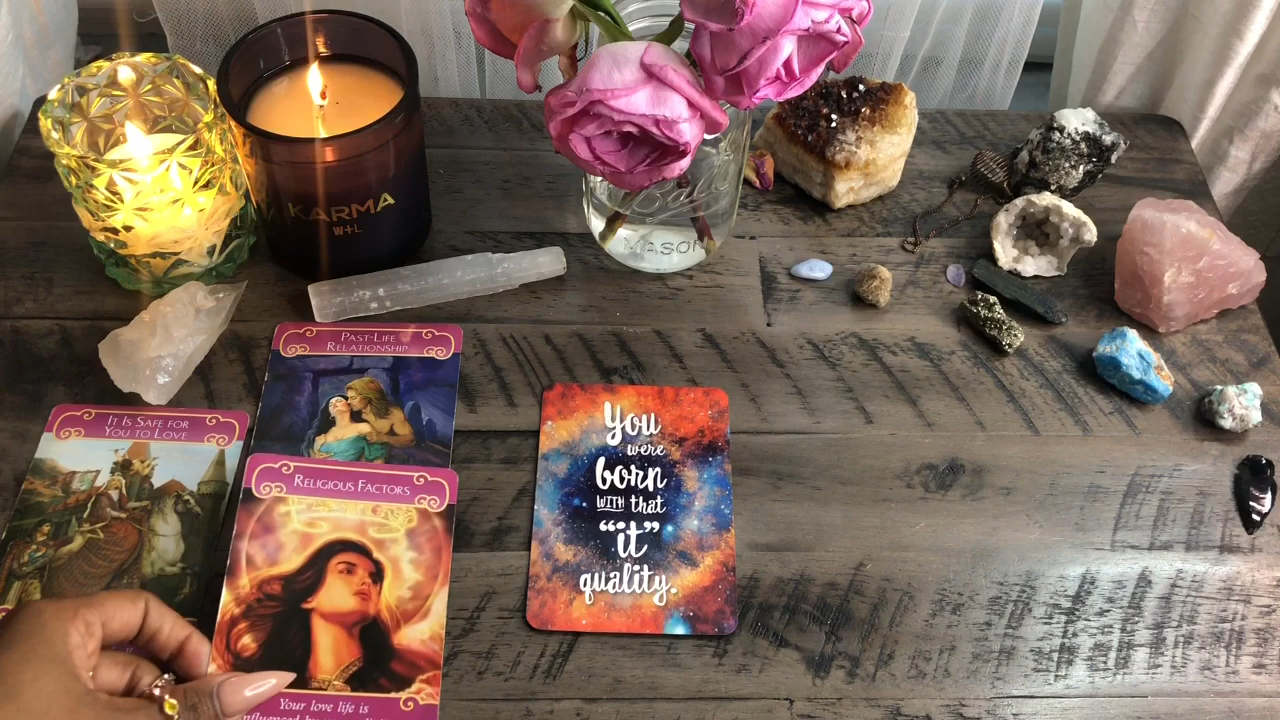 KARMA
W+L
MASON
PAST-LIFE
RELATIONSHIP
IT IS SAFE FOR
YOU TO LOVE
RELIGIOUS FACTORS
Your love life is
You
were
born
WITH that
"it"
quality.